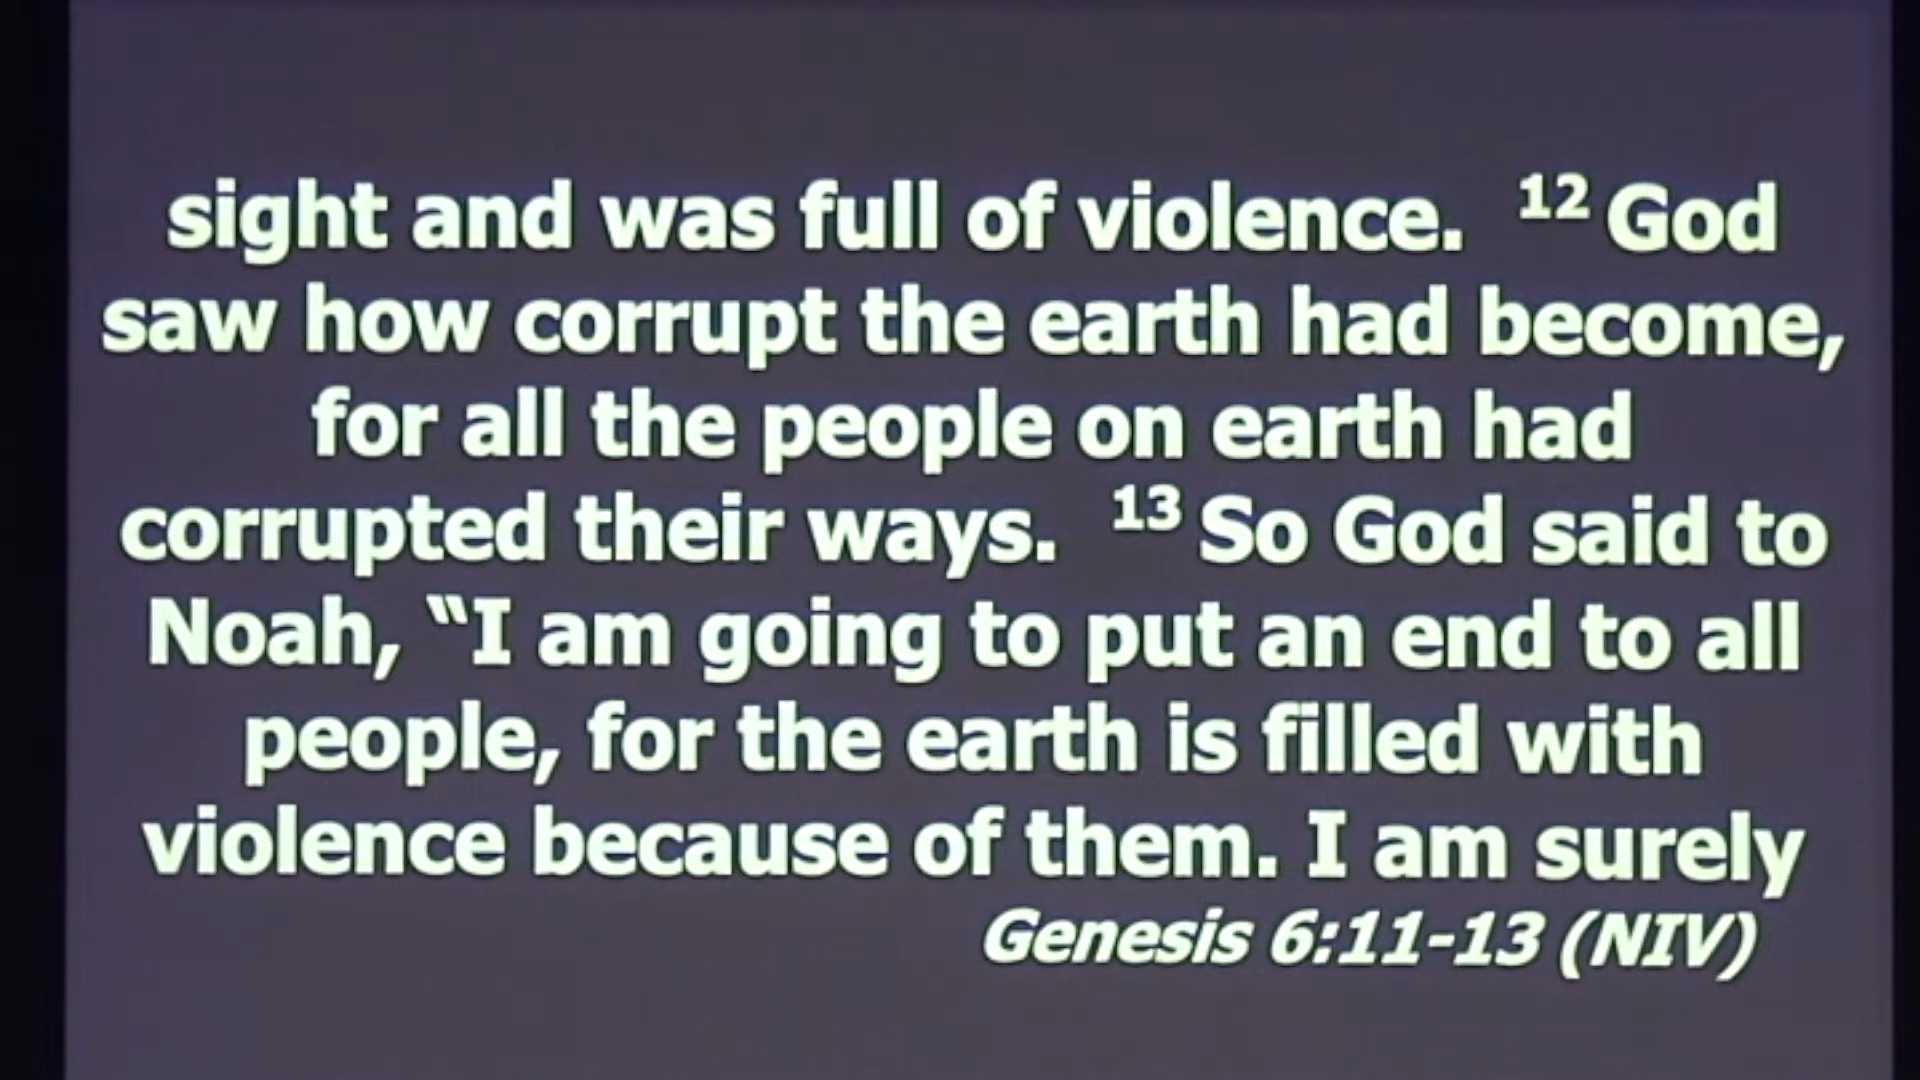 sight and was full of violence. 12 God
saw how corrupt the earth had become,
for all the people on earth had
corrupted their ways. 13 So God said to
Noah, “I am going to put an end to all
people, for the earth is filled with
violence because of them. I am surely
Genesis 6:11-13 (NIV)